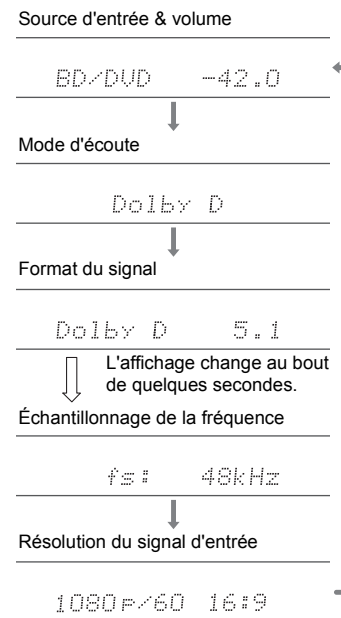 Source d'entrée & volume
BD/DVD -42.0
Mode d'écoute
Dolby D
Format du signal
Dolby D 5.1
L'affichage change au bout
de quelques secondes.
Échantillonnage de la fréquence
fs: 48kHz
Résolution du signal d'entrée
1080p/60 16:9